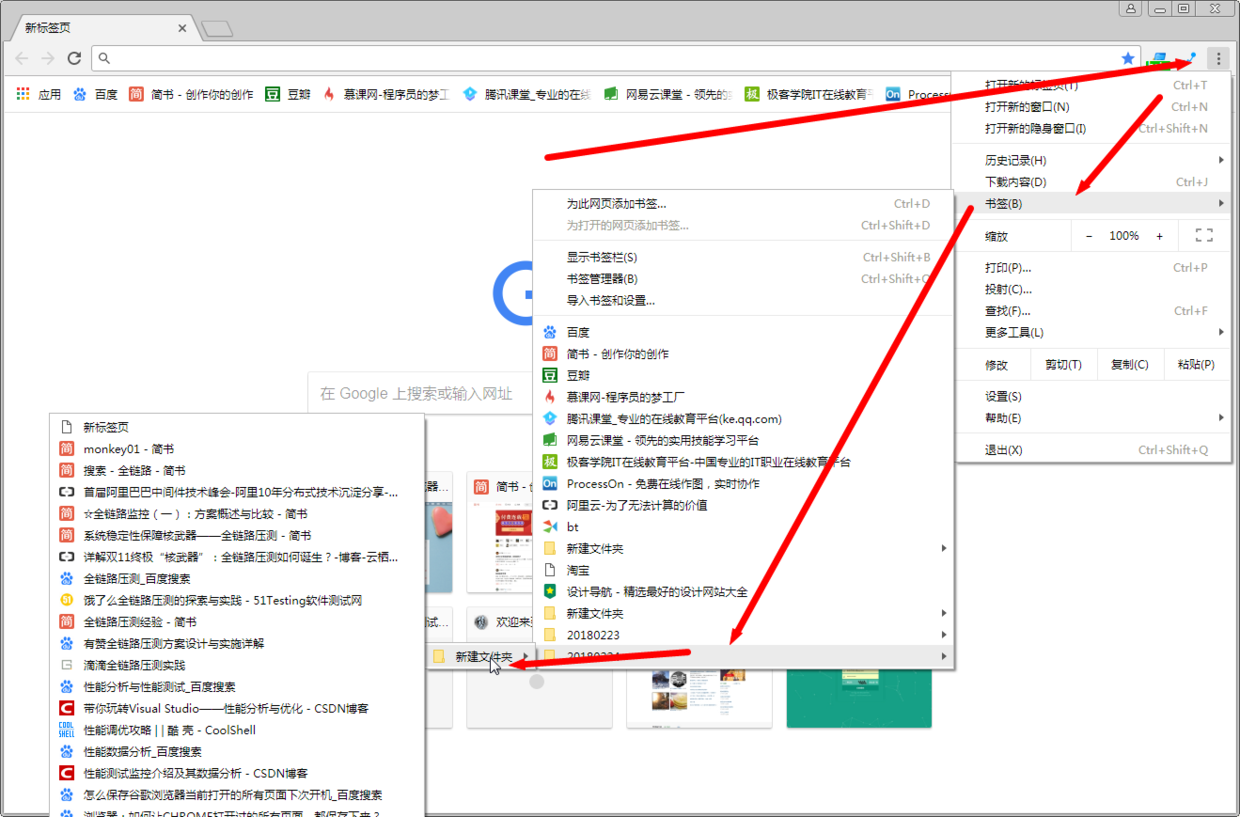 新标签页
应用
百度
简书 - 创作你的创作
豆瓣
慕课网-程序员的梦工
腾讯课堂_专业的在线
网易云课堂 - 领先的
极客学院IT在线教育
Process
打开新的标签页(T) Ctrl+T
打开新的窗口(N) Ctrl+N
打开新的隐身窗口(I) Ctrl+Shift+N
历史记录(H)
下载内容(D) Ctrl+J
书签(B)
缩放 - 100% +
打印(P)... Ctrl+P
投射(C)...
查找(F)... Ctrl+F
更多工具(L)
修改 剪切(T) 复制(C) 粘贴(P)
设置(S)
帮助(E)
退出(X) Ctrl+Shift+Q
为此网页添加书签... Ctrl+D
为打开的网页添加书签... Ctrl+Shift+D
显示书签栏(S) Ctrl+Shift+B
书签管理器(B) Ctrl+Shift+O
导入书签和设置...
百度
简书 - 创作你的创作
豆瓣
慕课网-程序员的梦工厂
腾讯课堂_专业的在线教育平台(ke.qq.com)
网易云课堂 - 领先的实用技能学习平台
极客学院IT在线教育平台-中国专业的IT职业在线教育平台
ProcessOn - 免费在线作图，实时协作
阿里云-为了无法计算的价值
bt
新建文件夹
淘宝
设计导航 - 精选最好的设计网站大全
新建文件夹
20180223
20180224
在 Google 上搜索或输入网址
器...
简书 - 创
试...
欢迎来
新建文件夹
新标签页
monkey01 - 简书
搜索 - 全链路 - 简书
首届阿里巴巴中间件技术峰会-阿里10年分布式技术沉淀分享-...
☆全链路监控（一）：方案概述与比较 - 简书
系统稳定性保障核武器——全链路压测 - 简书
详解双11终极“核武器”：全链路压测如何诞生？-博客-云栖...
全链路压测_百度搜索
饿了么全链路压测的探索与实践 - 51Testing软件测试网
全链路压测经验 - 简书
有赞全链路压测方案设计与实施详解
滴滴全链路压测实践
性能分析与性能测试_百度搜索
带你玩转Visual Studio——性能分析与优化 - CSDN博客
性能调优攻略 | | 酷 壳 - CoolShell
性能数据分析_百度搜索
性能测试监控介绍及其数据分析 - CSDN博客
怎么保存谷歌浏览器当前打开的所有页面下次开机_百度搜索
浏览器：如何让CHROME打开过的所有页面，都保存下来？